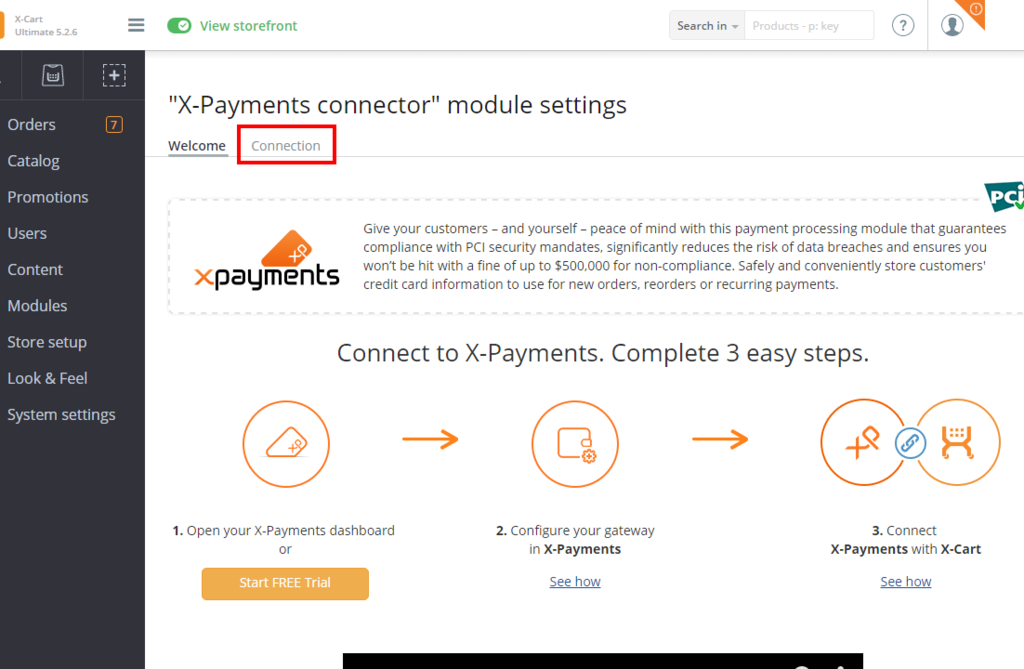 X-Cart
Ultimate 5.2.6
View storefront
Search in
Products - p: key
?
Orders 7
Catalog
Promotions
Users
Content
Modules
Store setup
Look & Feel
System settings
"X-Payments connector" module settings
Welcome Connection
PCi
xpayments
Give your customers – and yourself – peace of mind with this payment processing module that guarantees
compliance with PCI security mandates, significantly reduces the risk of data breaches and ensures you
won't be hit with a fine of up to $500,000 for non-compliance. Safely and conveniently store customers'
credit card information to use for new orders, reorders or recurring payments.
Connect to X-Payments. Complete 3 easy steps.
1. Open your X-Payments dashboard
or
Start FREE Trial
2. Configure your gateway
in X-Payments
See how
3. Connect
X-Payments with X-Cart
See how